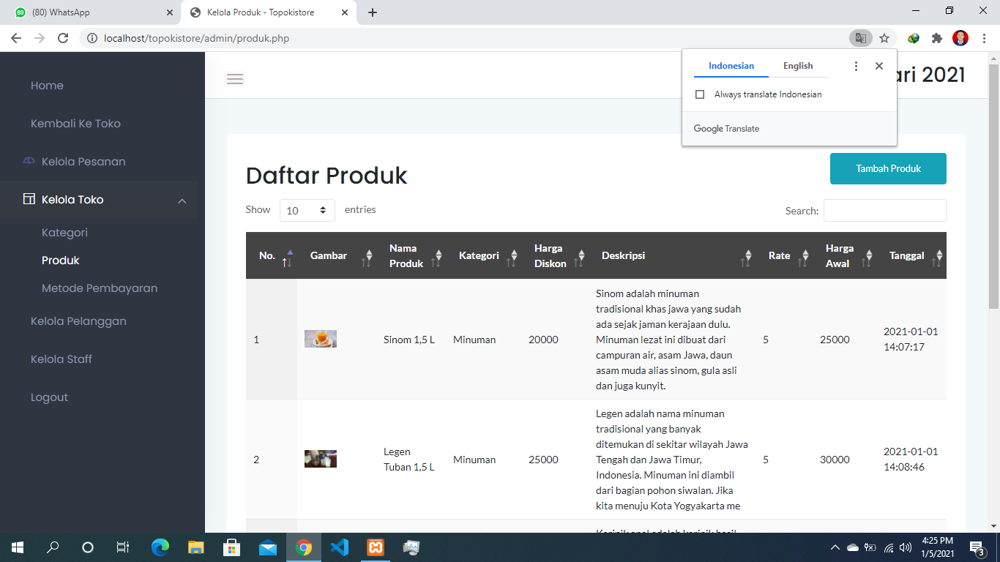 (80) WhatsApp
Kelola Produk - Topokistore
localhost/topokistore/admin/produk.php
Indonesian English
Always translate Indonesian
Google Translate
2021
Home
Kembali Ke Toko
Kelola Pesanan
Kelola Toko
Kategori
Produk
Metode Pembayaran
Kelola Pelanggan
Kelola Staff
Logout
Daftar Produk
Tambah Produk
Show 10 entries
Search:
No. Gambar Nama Produk Kategori Harga Diskon Deskripsi Rate Harga Awal Tanggal
1
Sinom 1,5 L
Minuman
20000
Sinom adalah minuman
tradisional khas jawa yang sudah
ada sejak jaman kerajaan dulu.
Minuman lezat ini dibuat dari
campuran air, asam Jawa, daun
asam muda alias sinom, gula asli
dan juga kunyit.
5
25000
2021-01-01
14:07:17
2
Legen
Tuban 1,5 L
Minuman
25000
Legen adalah nama minuman
tradisional yang banyak
ditemukan di sekitar wilayah Jawa
Tengah dan Jawa Timur,
Indonesia. Minuman ini diambil
dari bagian pohon siwalan. Jika
kita menuju Kota Yogyakarta me
5
30000
2021-01-01
14:08:46
4:25 PM
1/5/2021
3